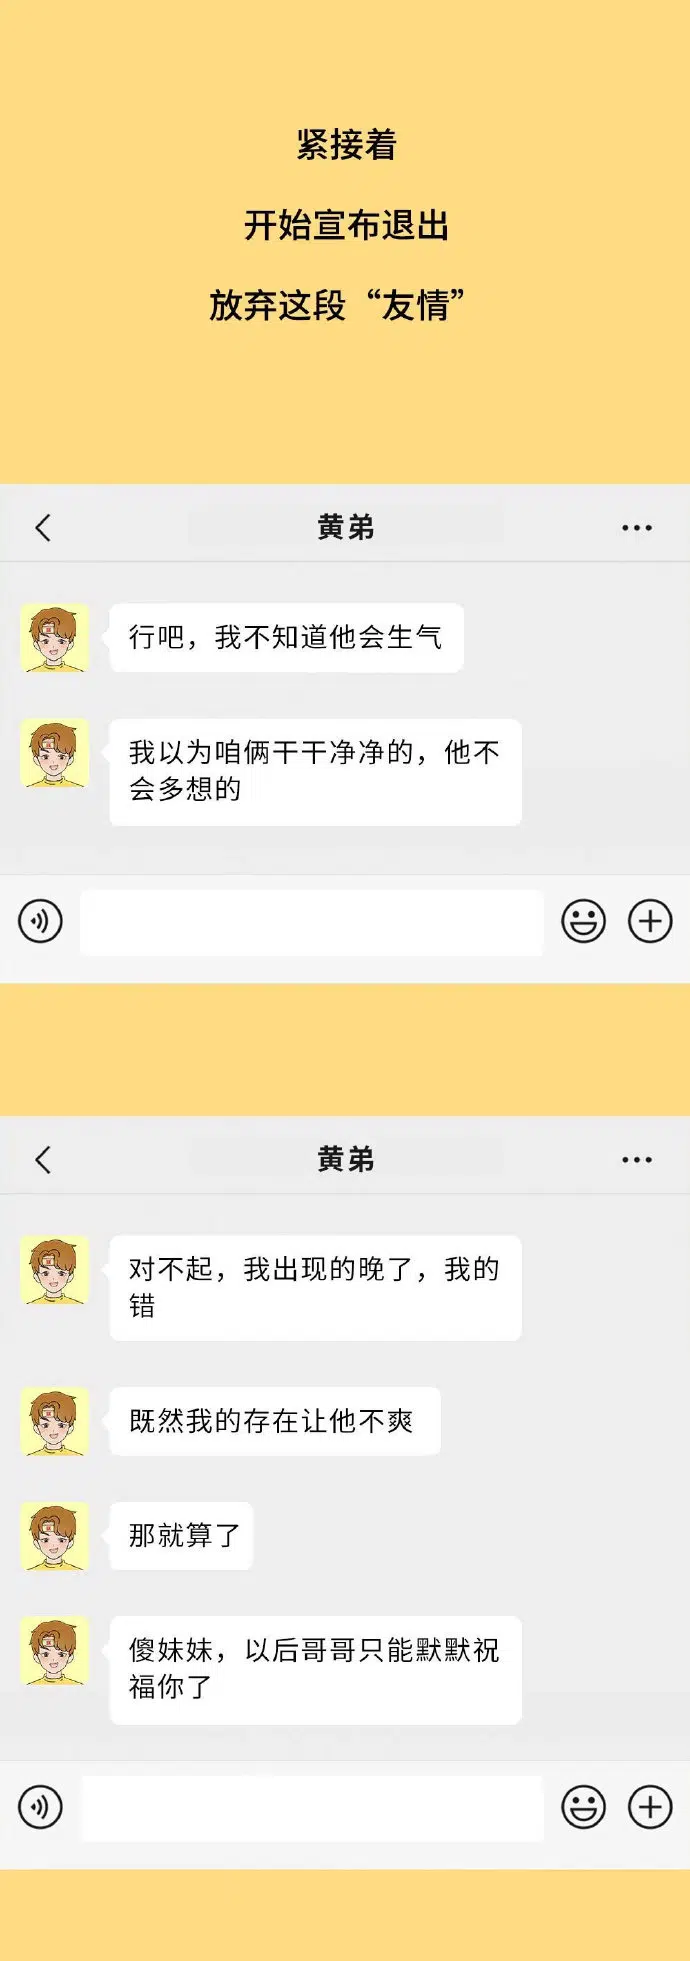 紧接着
开始宣布退出
放弃这段“友情”
黄弟
行吧，我不知道他会生气
我以为咱俩干干净净的，他不
会多想的
黄弟
对不起，我出现的晚了，我的
错
既然我的存在让他不爽
那就算了
傻妹妹，以后哥哥只能默默祝
福你了